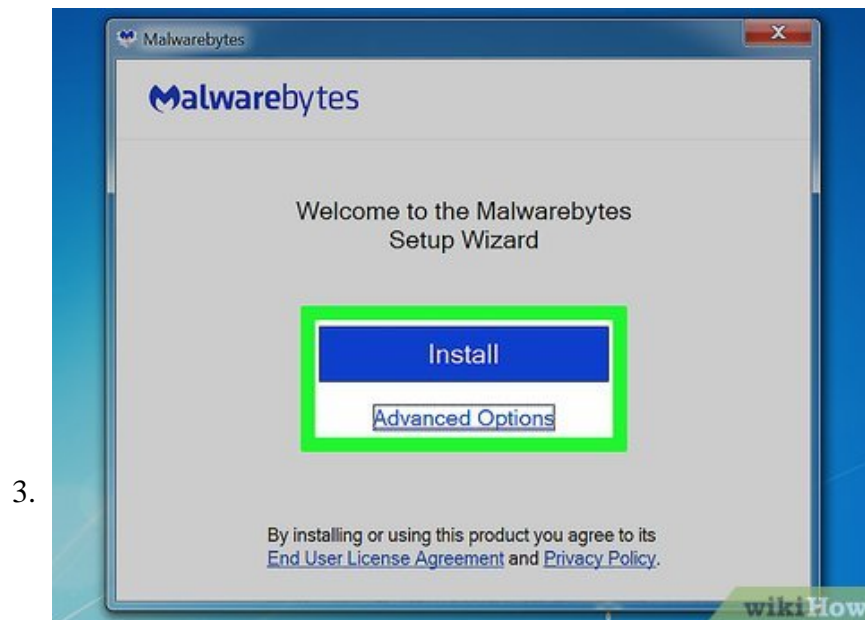 Malwarebytes
Malwarebytes
Welcome to the Malwarebytes
Setup Wizard
Install
Advanced Options
3.
By installing or using this product you agree to its
End User License Agreement and Privacy Policy.
wikiHow